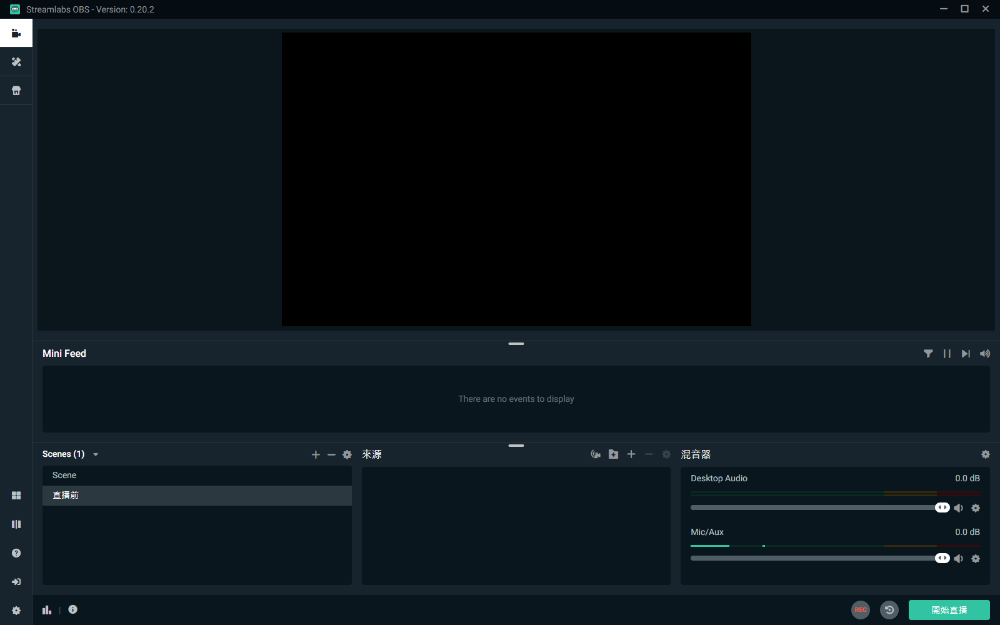 Streamlabs OBS - Version: 0.20.2
Mini Feed
There are no events to display
Scenes (1)
來源
混音器
Scene
直播前
Desktop Audio
0.0 dB
Mic/Aux
0.0 dB
REC
開始直播